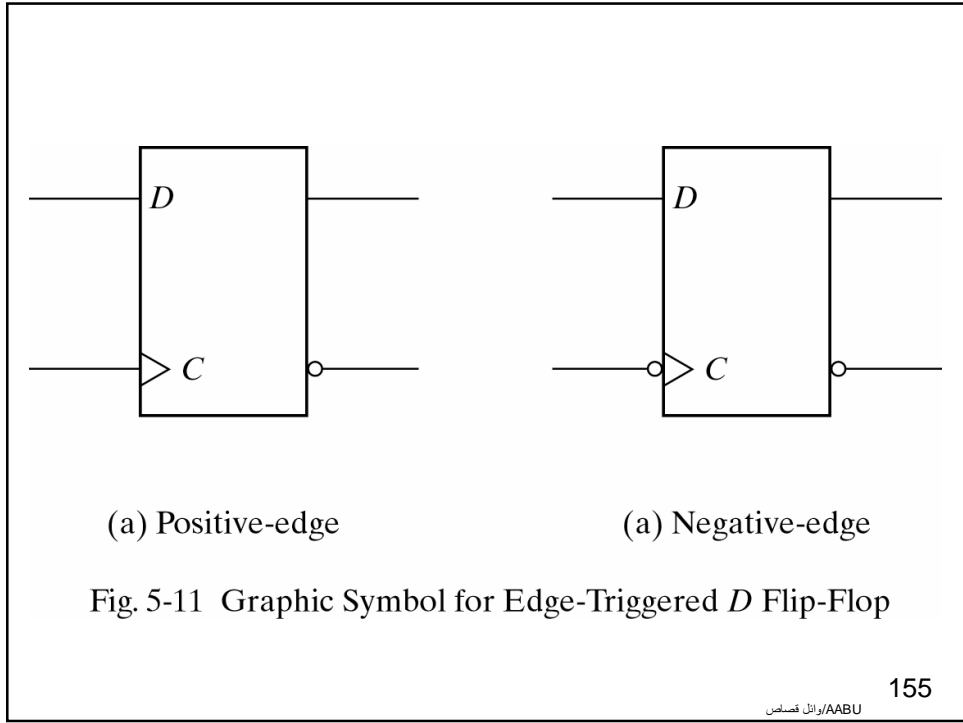 D
C
D
C
(a) Positive-edge
(a) Negative-edge
Fig. 5-11 Graphic Symbol for Edge-Triggered D Flip-Flop
155
وائل قصاص/AABU